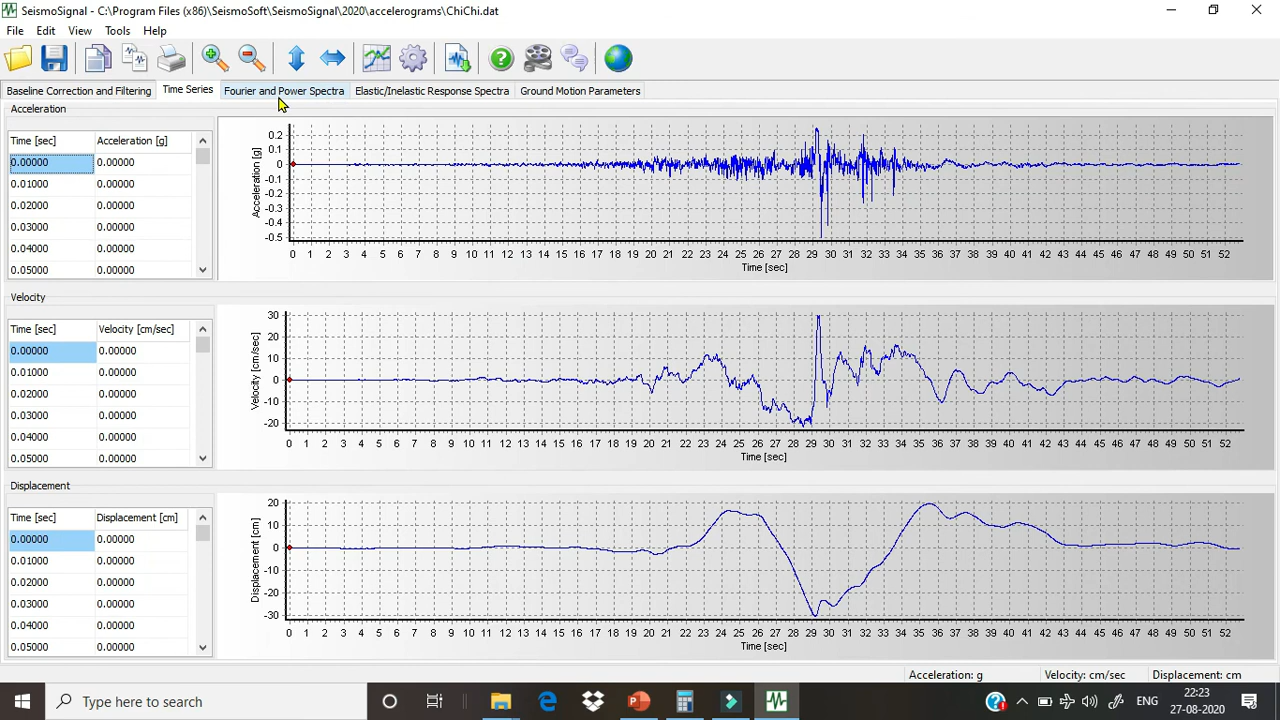 SeismoSignal - C:\Program Files (x86)\SeismoSoft\SeismoSignal\2020\accelerograms\ChiChi.dat
File Edit View Tools Help
Baseline Correction and Filtering Time Series Fourier and Power Spectra Elastic/Inelastic Response Spectra Ground Motion Parameters
Acceleration
Time [sec] Acceleration [g]
0.00000 0.00000
0.01000 0.00000
0.02000 0.00000
0.03000 0.00000
0.04000 0.00000
0.05000 0.00000
Acceleration [g]
0.2
0.1
0
-0.1
-0.2
-0.3
-0.4
-0.5
0 1 2 3 4 5 6 7 8 9 10 11 12 13 14 15 16 17 18 19 20 21 22 23 24 25 26 27 28 29 30 31 32 33 34 35 36 37 38 39 40 41 42 43 44 45 46 47 48 49 50 51 52
Time [sec]
Velocity
Time [sec] Velocity [cm/sec]
0.00000 0.00000
0.01000 0.00000
0.02000 0.00000
0.03000 0.00000
0.04000 0.00000
0.05000 0.00000
Velocity [cm/sec]
30
20
10
0
-10
-20
0 1 2 3 4 5 6 7 8 9 10 11 12 13 14 15 16 17 18 19 20 21 22 23 24 25 26 27 28 29 30 31 32 33 34 35 36 37 38 39 40 41 42 43 44 45 46 47 48 49 50 51 52
Time [sec]
Displacement
Time [sec] Displacement [cm]
0.00000 0.00000
0.01000 0.00000
0.02000 0.00000
0.03000 0.00000
0.04000 0.00000
0.05000 0.00000
Displacement [cm]
20
10
0
-10
-20
-30
0 1 2 3 4 5 6 7 8 9 10 11 12 13 14 15 16 17 18 19 20 21 22 23 24 25 26 27 28 29 30 31 32 33 34 35 36 37 38 39 40 41 42 43 44 45 46 47 48 49 50 51 52
Time [sec]
Acceleration: g Velocity: cm/sec Displacement: cm
Type here to search
ENG
22:23
27-08-2020